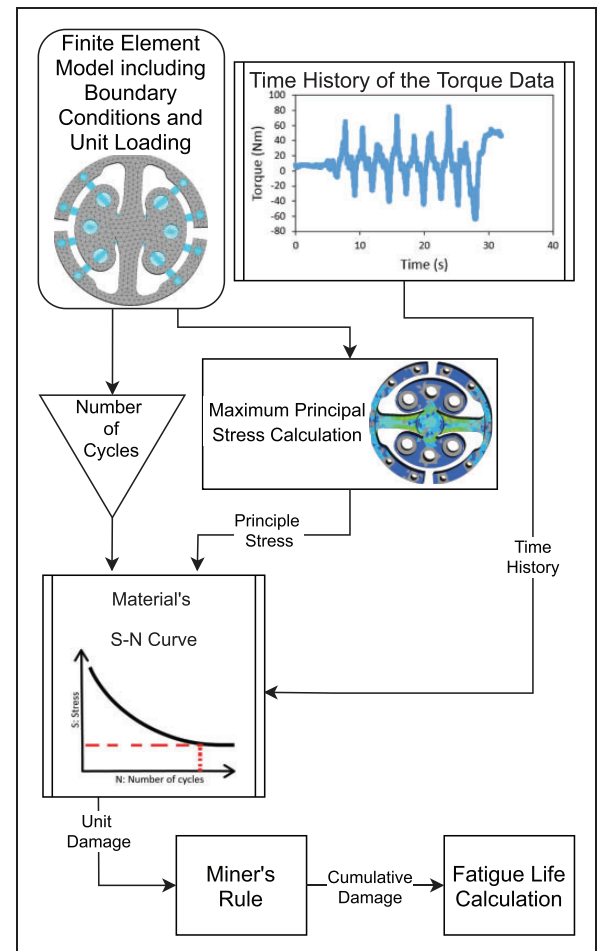 Finite Element
Model including
Boundary
Conditions and
Unit Loading
Time History of the Torque Data
Torque (Nm)
100
80
60
40
20
0
-20
-40
-60
-80
0
10
20
30
40
Time (s)
Number
of
Cycles
Maximum Principal
Stress Calculation
Principle
Stress
Time
History
Material's
S-N Curve
S: Stress
N: Number of cycles
Unit
Damage
Miner's
Rule
Cumulative
Damage
Fatigue Life
Calculation